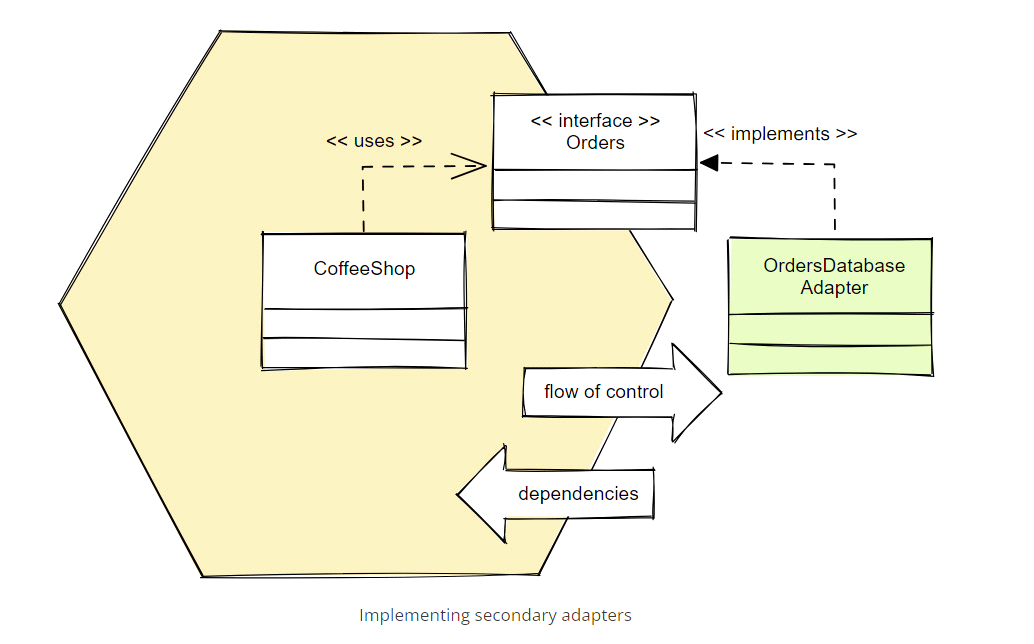 << interface >>
Orders
<< uses >>
<< implements >>
CoffeeShop
OrdersDatabase
Adapter
flow of control
dependencies
Implementing secondary adapters